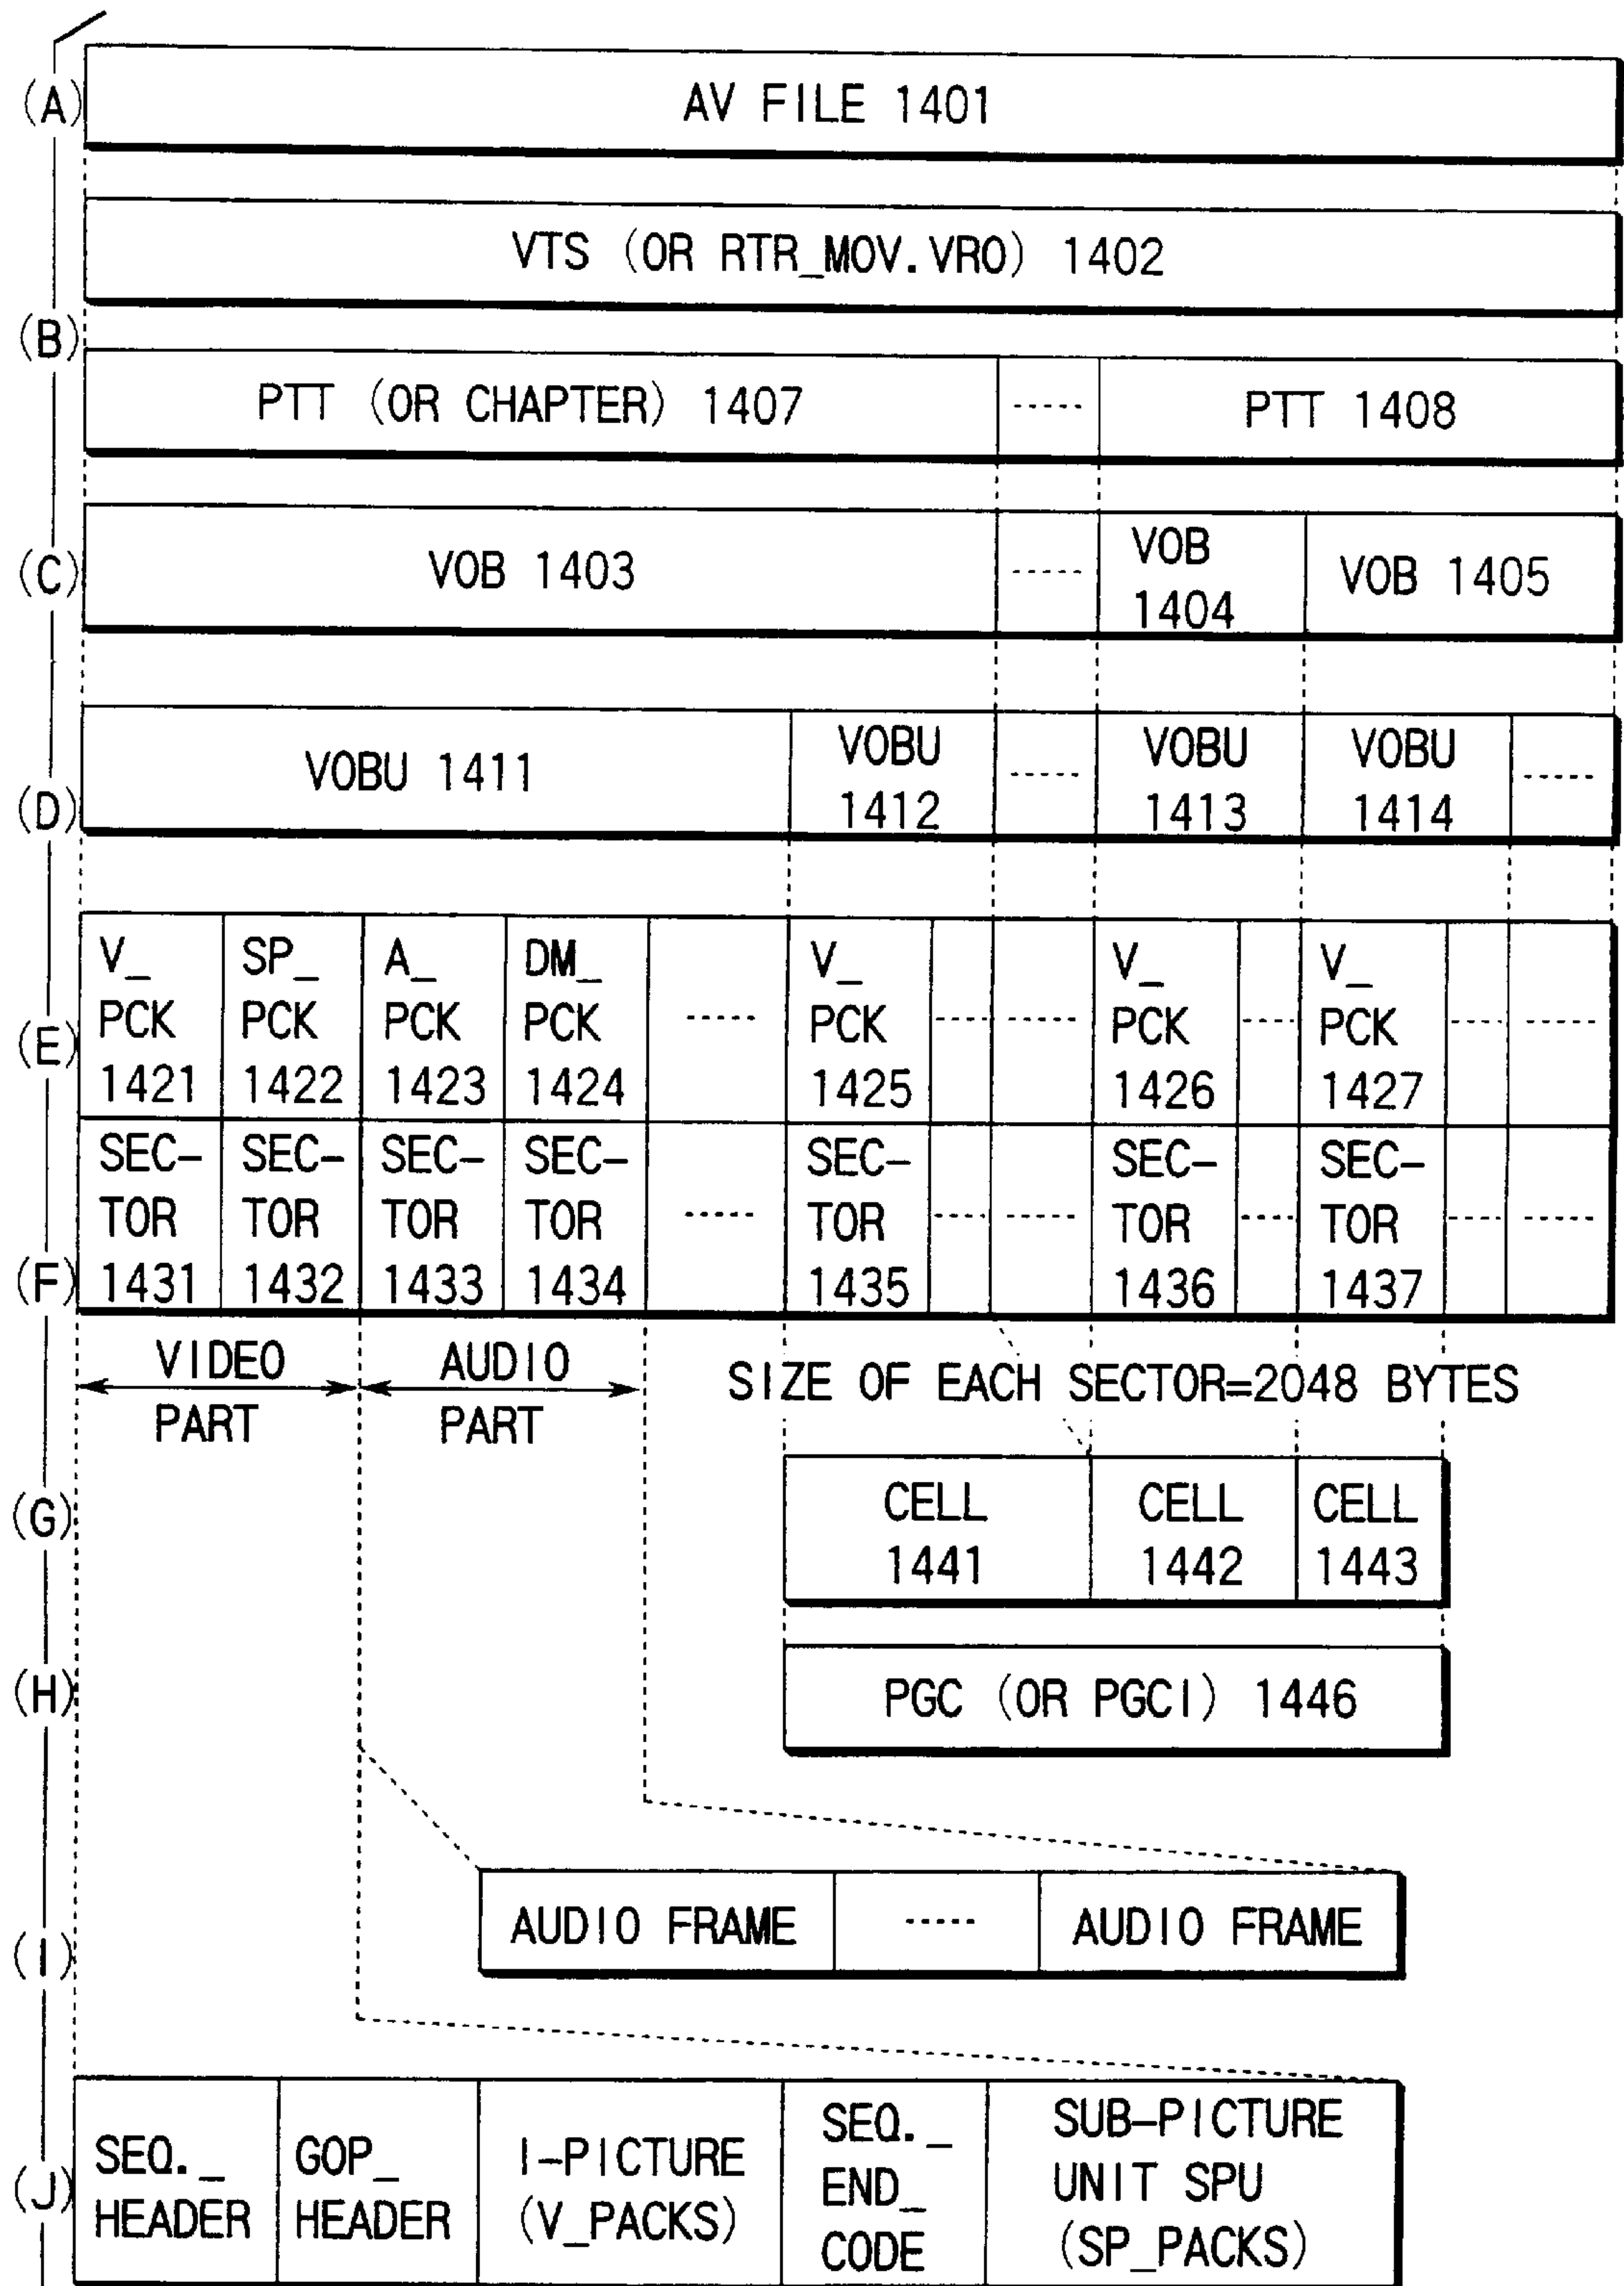 (A)
AV FILE 1401
VTS (OR RTR_MOV.VRO) 1402
(B)
PTT (OR CHAPTER) 1407
-----
PTT 1408
(C)
VOB 1403
-----
VOB
1404
VOB 1405
(D)
VOBU 1411
VOBU
1412
-----
VOBU
1413
VOBU
1414
-----
(E)
V_
PCK
1421
SP_
PCK
1422
A_
PCK
1423
DM_
PCK
1424
-----
V_
PCK
1425
----
-----
V_
PCK
1426
----
V_
PCK
1427
----
-----
(F)
SEC-
TOR
1431
SEC-
TOR
1432
SEC-
TOR
1433
SEC-
TOR
1434
-----
SEC-
TOR
1435
----
-----
SEC-
TOR
1436
----
SEC-
TOR
1437
----
-----
VIDEO
PART
AUDIO
PART
SIZE OF EACH SECTOR=2048 BYTES
(G)
CELL
1441
CELL
1442
CELL
1443
(H)
PGC (OR PGCI) 1446
(I)
AUDIO FRAME
-----
AUDIO FRAME
(J)
SEQ._
HEADER
GOP_
HEADER
I-PICTURE
(V_PACKS)
SEQ._
END_
CODE
SUB-PICTURE
UNIT SPU
(SP_PACKS)